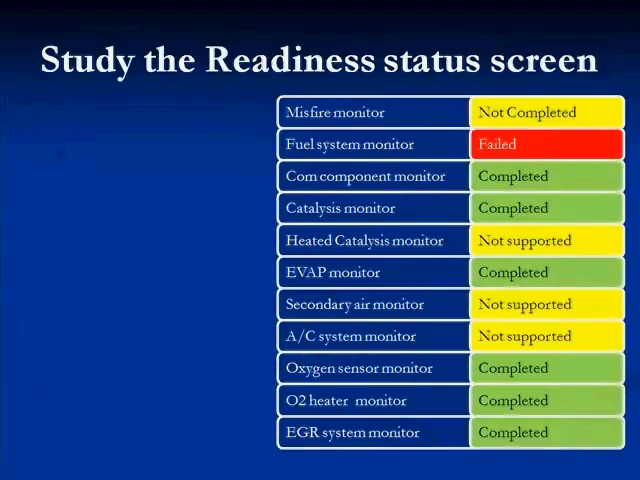 Study the Readiness status screen
Misfire monitor Not Completed
Fuel system monitor Failed
Com component monitor Completed
Catalysis monitor Completed
Heated Catalysis monitor Not supported
EVAP monitor Completed
Secondary air monitor Not supported
A/C system monitor Not supported
Oxygen sensor monitor Completed
O2 heater monitor Completed
EGR system monitor Completed